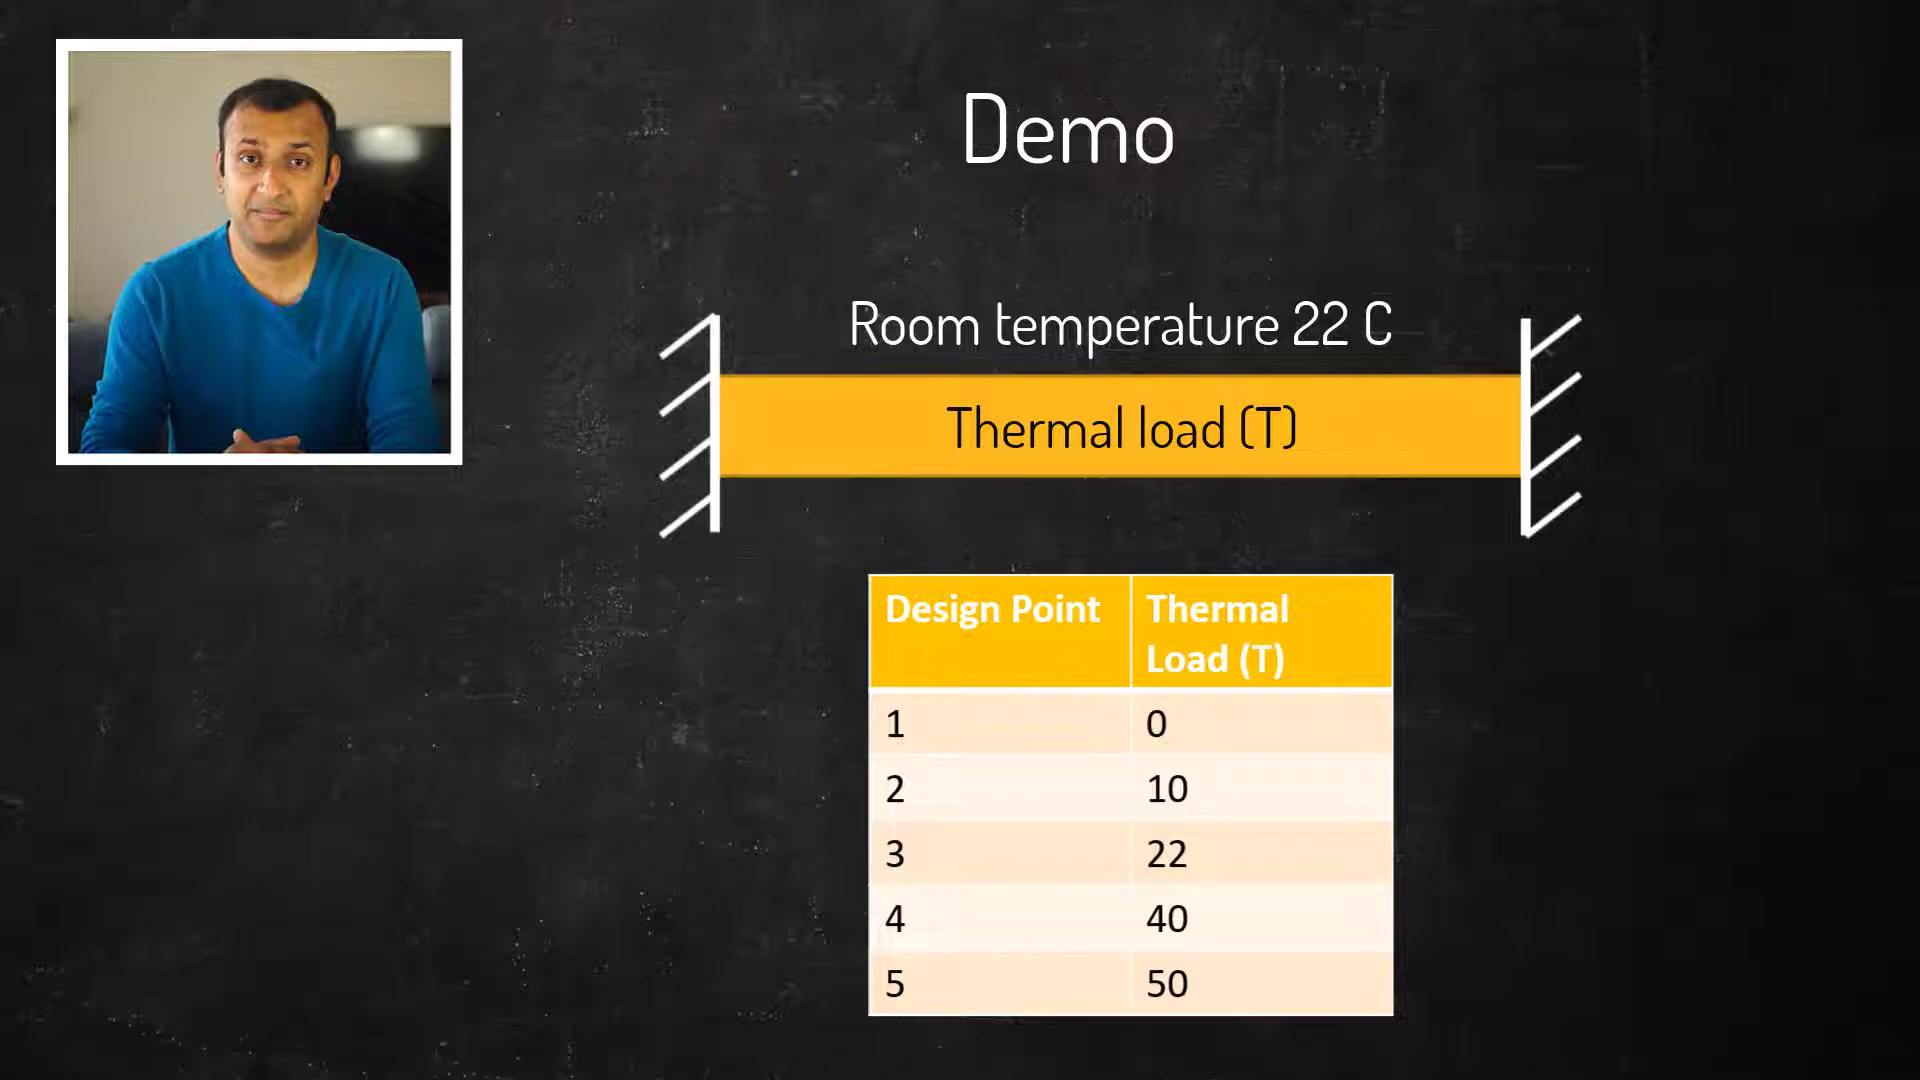 Demo
Room temperature 22 C
Thermal load (T)
Design Point Thermal
Load (T)
1 0
2 10
3 22
4 40
5 50